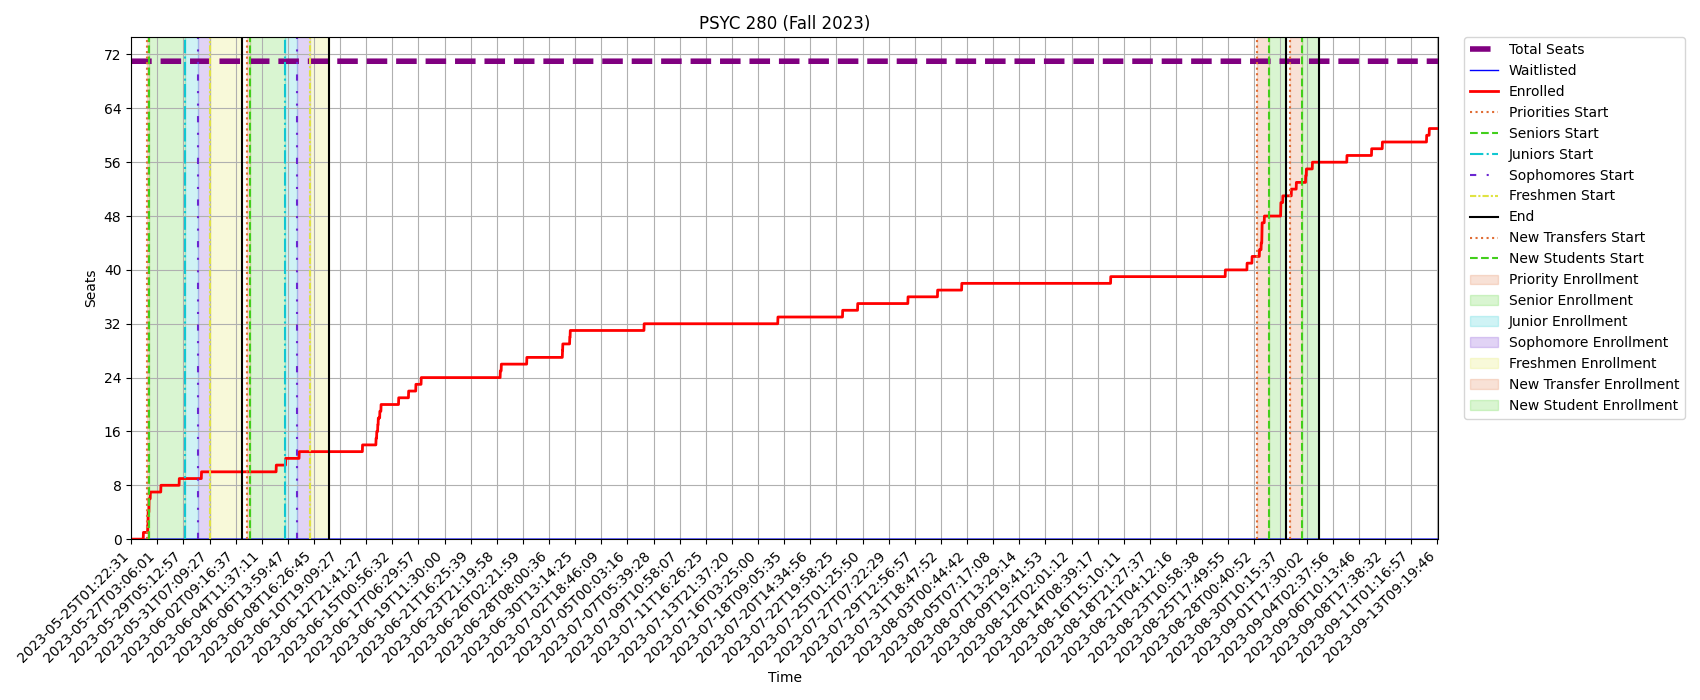 PSYC 280 (Fall 2023)
Seats
72
64
56
48
40
32
24
16
8
0
2023-05-25T01:22:31
2023-05-27T03:06:01
2023-05-29T05:12:57
2023-05-31T07:09:27
2023-06-02T09:16:37
2023-06-04T11:37:13
2023-06-06T13:59:47
2023-06-08T16:26:45
2023-06-10T19:09:27
2023-06-12T21:41:27
2023-06-15T00:56:32
2023-06-17T06:29:57
2023-06-19T11:30:00
2023-06-21T16:25:39
2023-06-23T21:19:58
2023-06-26T02:21:59
2023-06-28T08:00:36
2023-06-30T13:14:25
2023-07-02T18:46:09
2023-07-05T00:03:16
2023-07-07T05:39:28
2023-07-09T10:58:07
2023-07-11T16:26:25
2023-07-13T21:37:20
2023-07-16T03:25:00
2023-07-18T09:05:35
2023-07-20T14:34:56
2023-07-22T19:58:25
2023-07-25T01:25:50
2023-07-27T07:22:29
2023-07-29T12:56:57
2023-07-31T18:47:52
2023-08-03T00:44:42
2023-08-05T07:17:08
2023-08-07T13:29:14
2023-08-09T19:41:53
2023-08-12T02:01:12
2023-08-14T08:39:17
2023-08-16T15:10:11
2023-08-18T21:27:37
2023-08-21T04:12:16
2023-08-23T10:58:38
2023-08-25T17:49:55
2023-08-28T00:40:52
2023-08-30T10:15:37
2023-09-01T17:30:02
2023-09-04T02:37:56
2023-09-06T10:13:46
2023-09-08T17:38:32
2023-09-11T01:16:57
2023-09-13T09:19:46
Time
Total Seats
Waitlisted
Enrolled
Priorities Start
Seniors Start
Juniors Start
Sophomores Start
Freshmen Start
End
New Transfers Start
New Students Start
Priority Enrollment
Senior Enrollment
Junior Enrollment
Sophomore Enrollment
Freshmen Enrollment
New Transfer Enrollment
New Student Enrollment